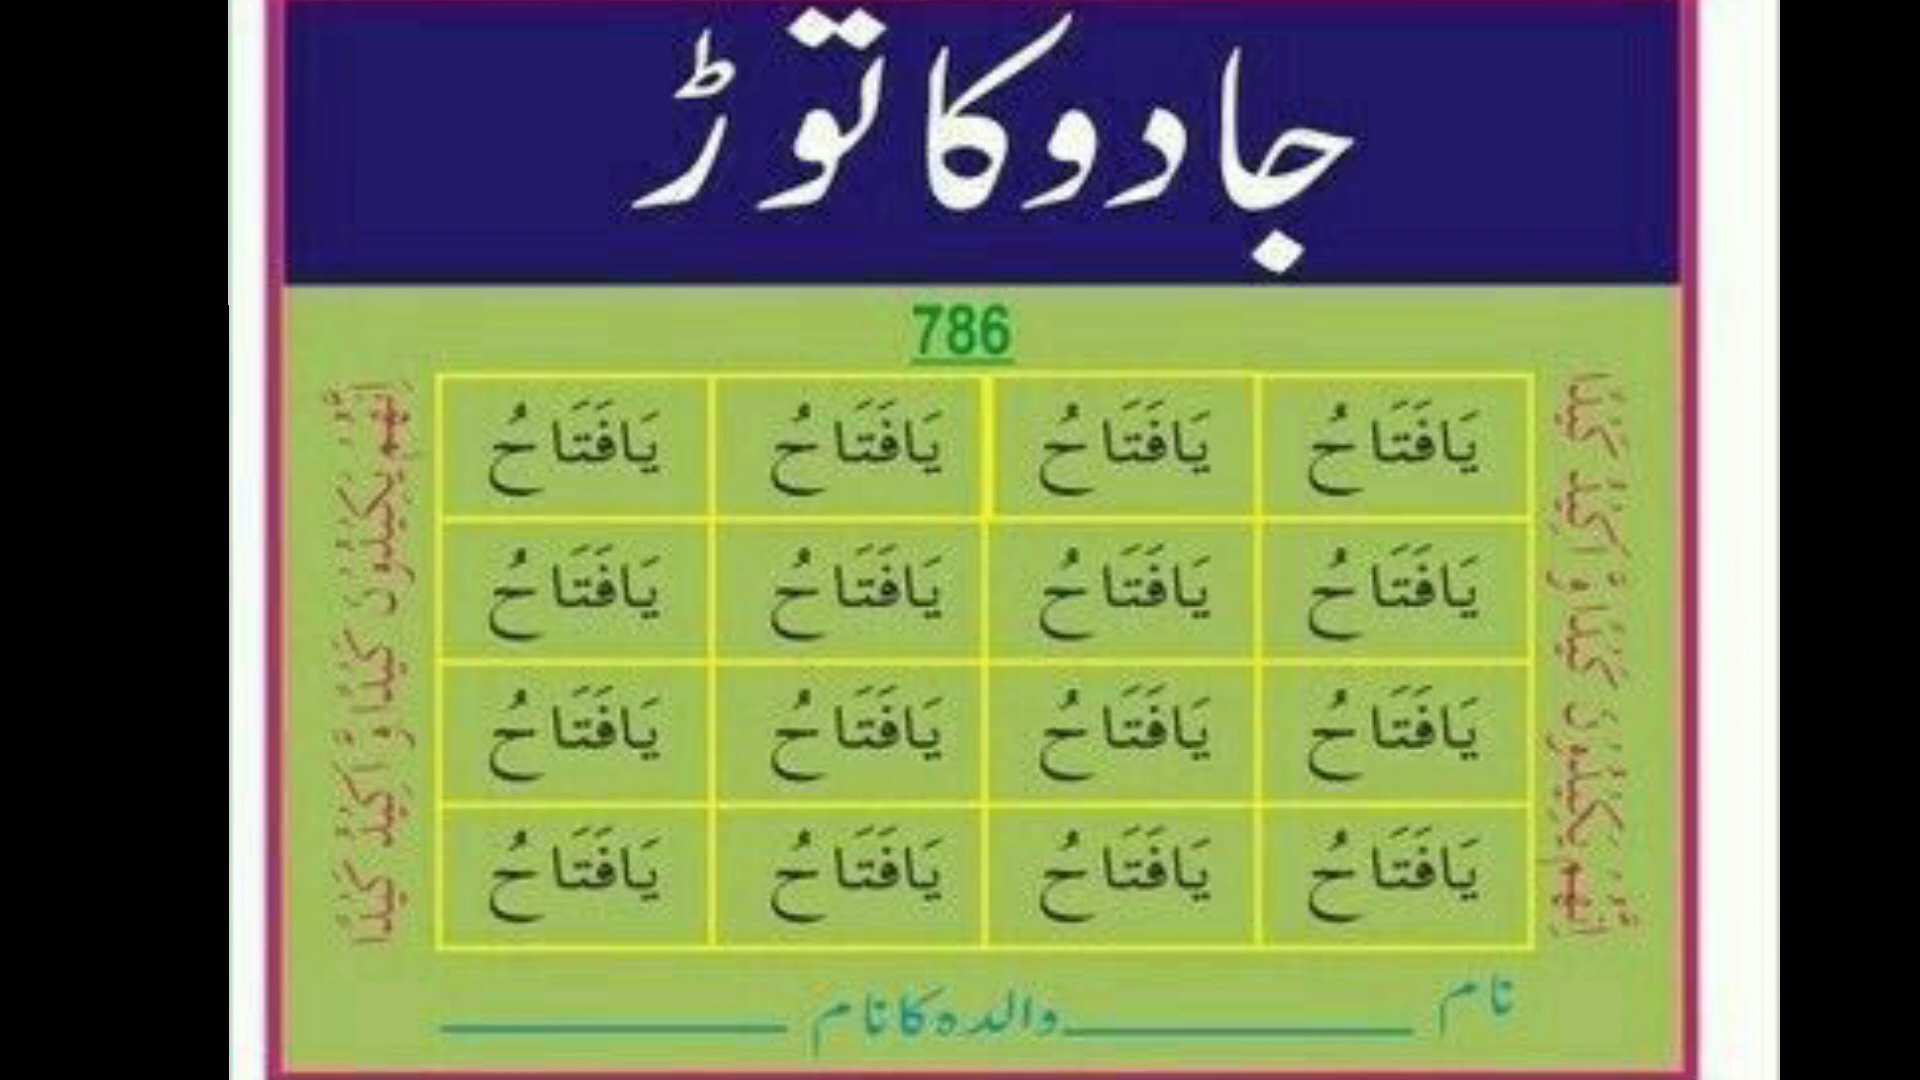 جادو کا توڑ
786
یَافَتَاحُ یَافَتَاحُ یَافَتَاحُ یَافَتَاحُ
یَافَتَاحُ یَافَتَاحُ یَافَتَاحُ یَافَتَاحُ
یَافَتَاحُ یَافَتَاحُ یَافَتَاحُ یَافَتَاحُ
یَافَتَاحُ یَافَتَاحُ یَافَتَاحُ یَافَتَاحُ
اِنَّهُمْ يَكِيْدُوْنَ كَيْدًا وَّ اَكِيْدُ كَيْدًا
اِنَّهُمْ يَكِيْدُوْنَ كَيْدًا وَّ اَكِيْدُ كَيْدًا
نام والدہ کا نام